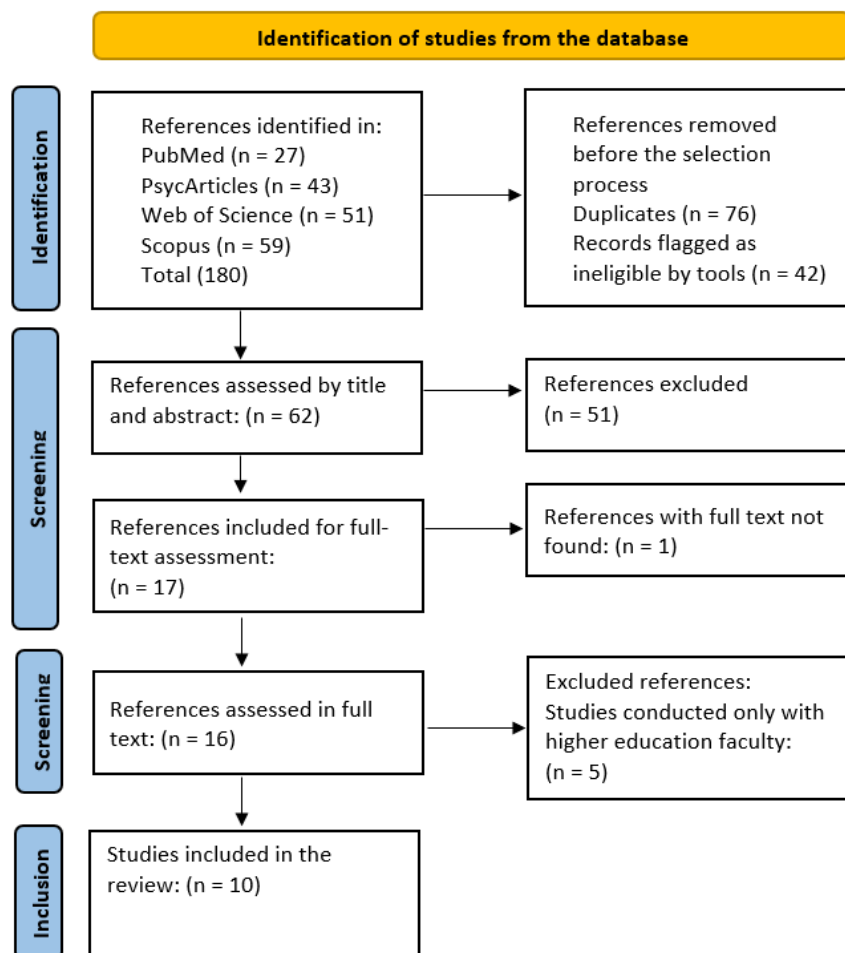 Identification of studies from the database
Identification
References identified in:
PubMed (n = 27)
PsycArticles (n = 43)
Web of Science (n = 51)
Scopus (n = 59)
Total (180)
References removed
before the selection
process
Duplicates (n = 76)
Records flagged as
ineligible by tools (n = 42)
Screening
References assessed by title
and abstract: (n = 62)
References excluded
(n = 51)
References included for full-
text assessment:
(n = 17)
References with full text not
found: (n = 1)
Screening
References assessed in full
text: (n = 16)
Excluded references:
Studies conducted only with
higher education faculty:
(n = 5)
Inclusion
Studies included in the
review: (n = 10)